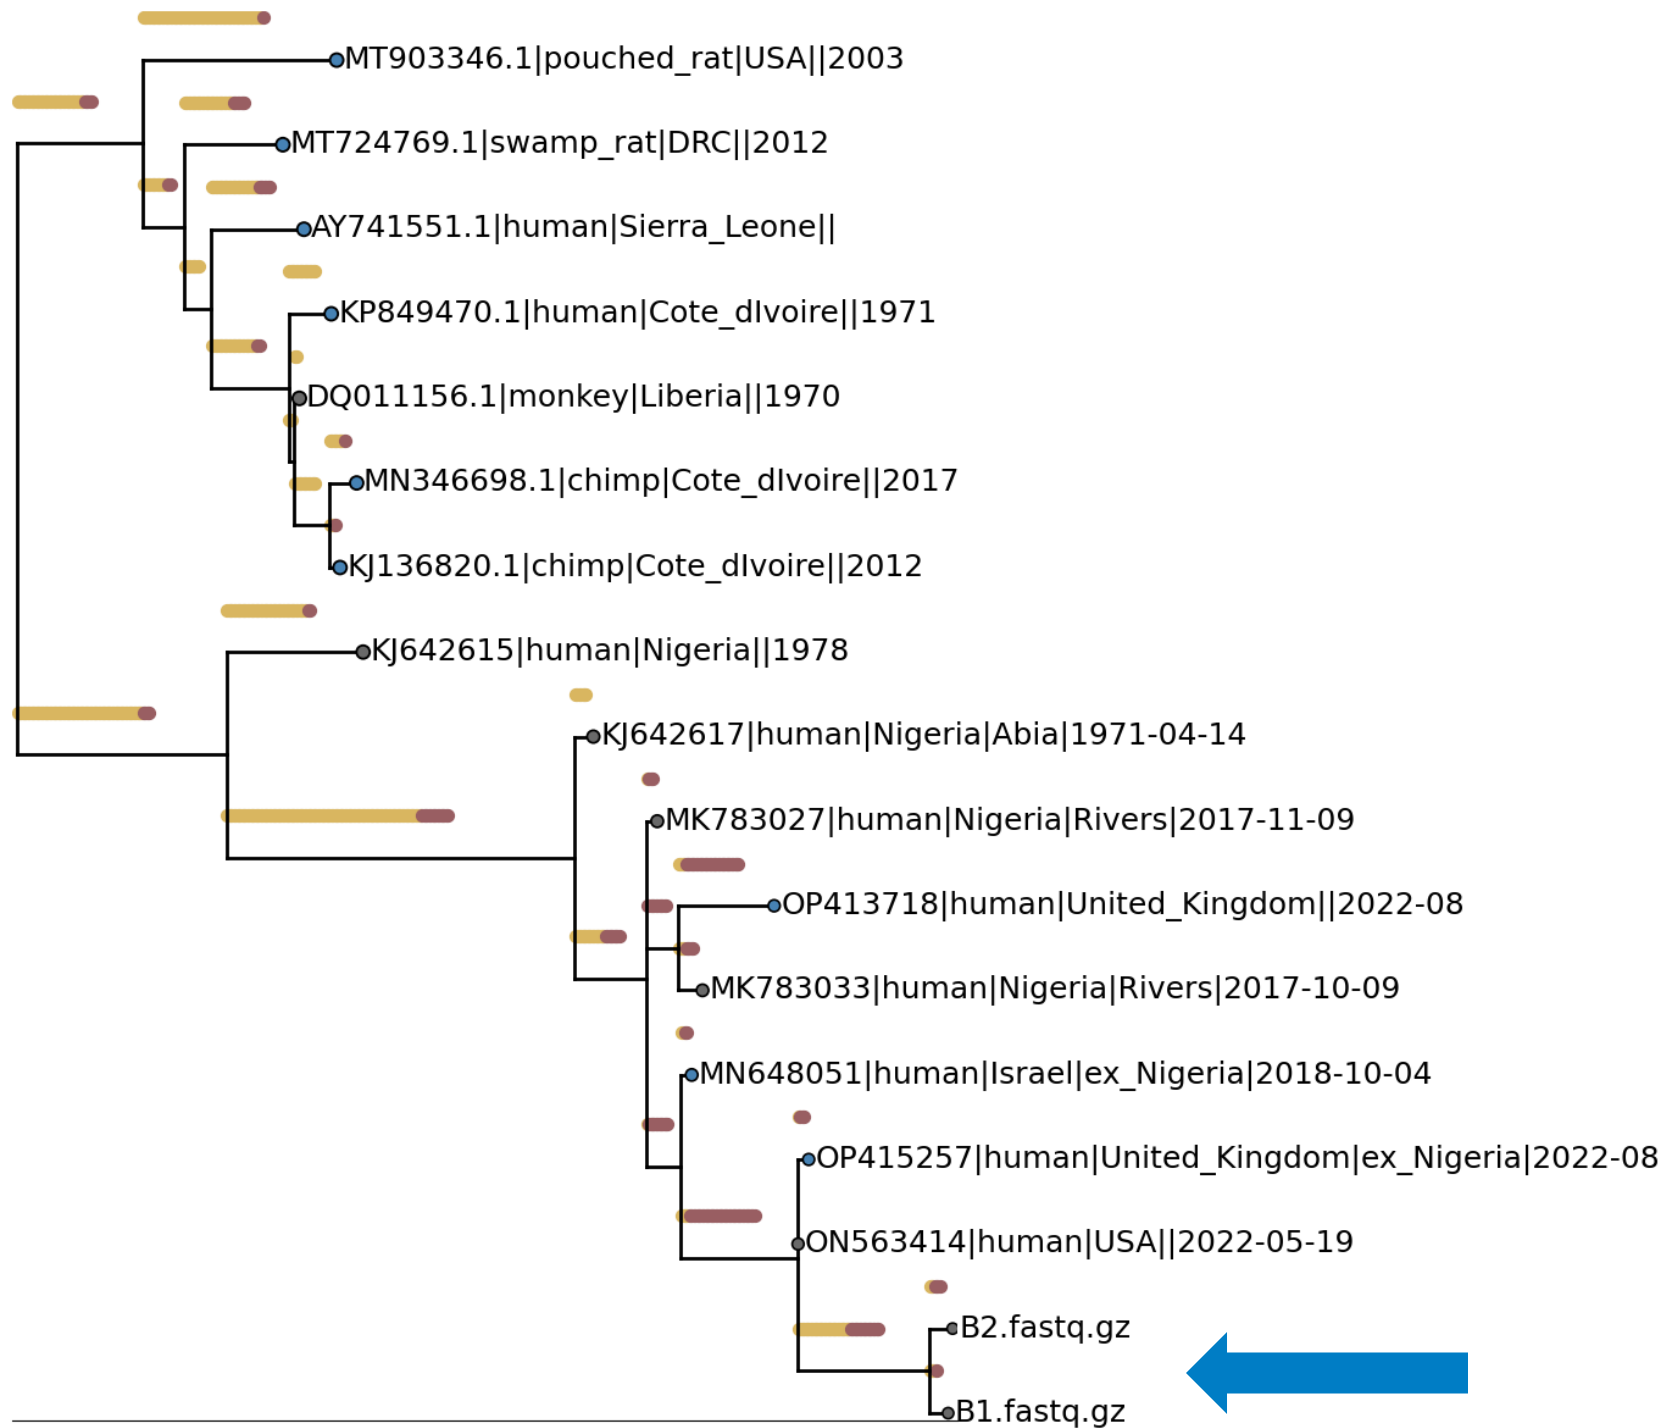 MT903346.1|pouched_rat|USA||2003
MT724769.1|swamp_rat|DRC||2012
AY741551.1|human|Sierra_Leone||
KP849470.1|human|Cote_dIvoire||1971
DQ011156.1|monkey|Liberia||1970
MN346698.1|chimp|Cote_dIvoire||2017
KJ136820.1|chimp|Cote_dIvoire||2012
KJ642615|human|Nigeria||1978
KJ642617|human|Nigeria|Abia|1971-04-14
MK783027|human|Nigeria|Rivers|2017-11-09
OP413718|human|United_Kingdom||2022-08
MK783033|human|Nigeria|Rivers|2017-10-09
MN648051|human|Israel|ex_Nigeria|2018-10-04
OP415257|human|United_Kingdom|ex_Nigeria|2022-08
ON563414|human|USA||2022-05-19
B2.fastq.gz
B1.fastq.gz